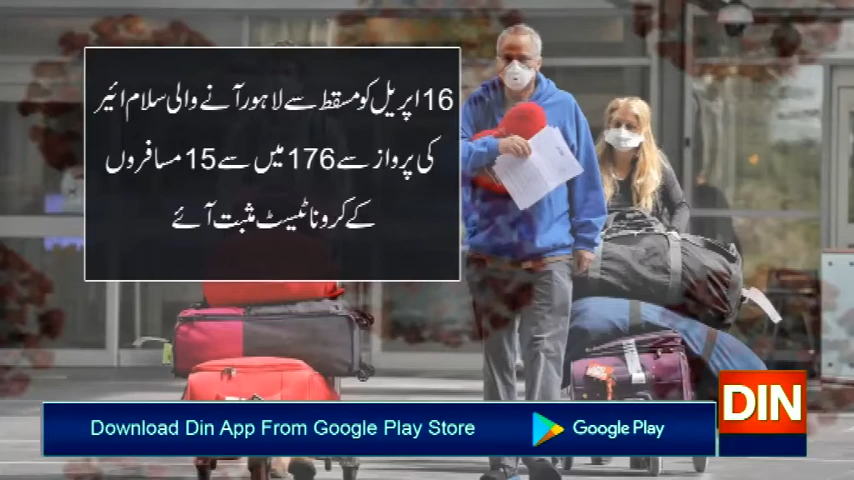 16 اپریل کو مسقط سے لاہور آنے والی سلام ائیر
کی پرواز سے 176 میں سے 15 مسافروں
کے کرونا ٹیسٹ مثبت آئے
Download Din App From Google Play Store
Google Play
DIN